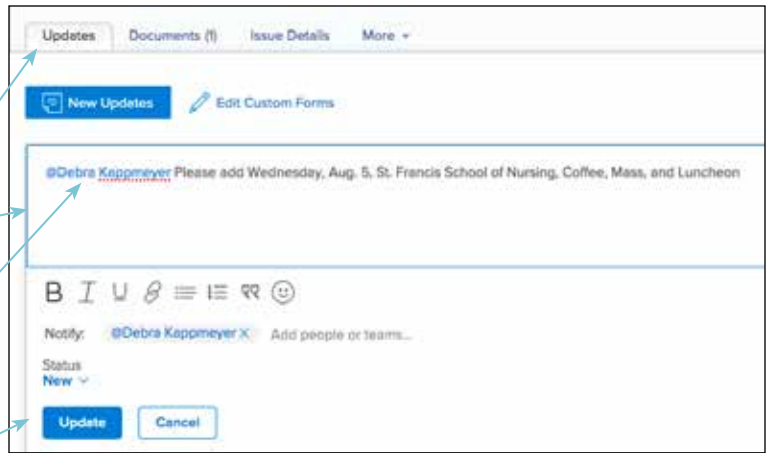 Updates Documents (1) Issue Details More
New Updates Edit Custom Forms
@Debra Kappmeyer Please add Wednesday, Aug. 5, St. Francis School of Nursing, Coffee, Mass, and Luncheon
B I U
Notify: @Debra Kappmeyer X Add people or teams...
Status
New
Update Cancel